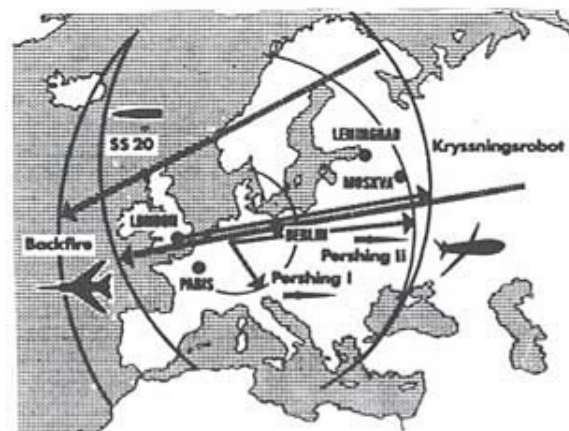 SS 20
LENINGRAD
Kryssningsrobot
MOSKVA
LONDON
BERLIN
Backfire
Pershing II
PARIS
Pershing I